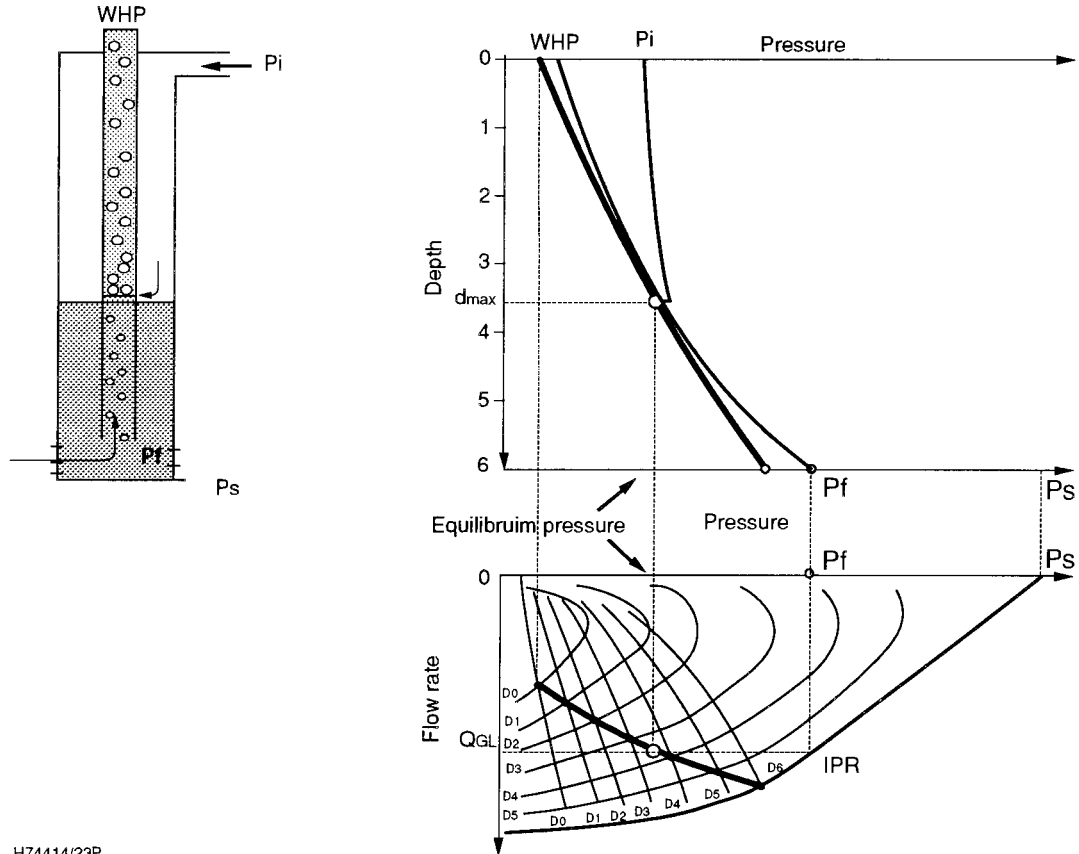 WHP
Pi
Pf
Ps
WHP
Pi
Pressure
0
1
2
3
dmax
4
5
6
Depth
Pf
Ps
Equilibruim pressure
Pressure
Pf
Ps
0
Flow rate
D0
D1
QGL
D2
D3
D4
D5
D0
D1
D2
D3
D4
D5
D6
IPR